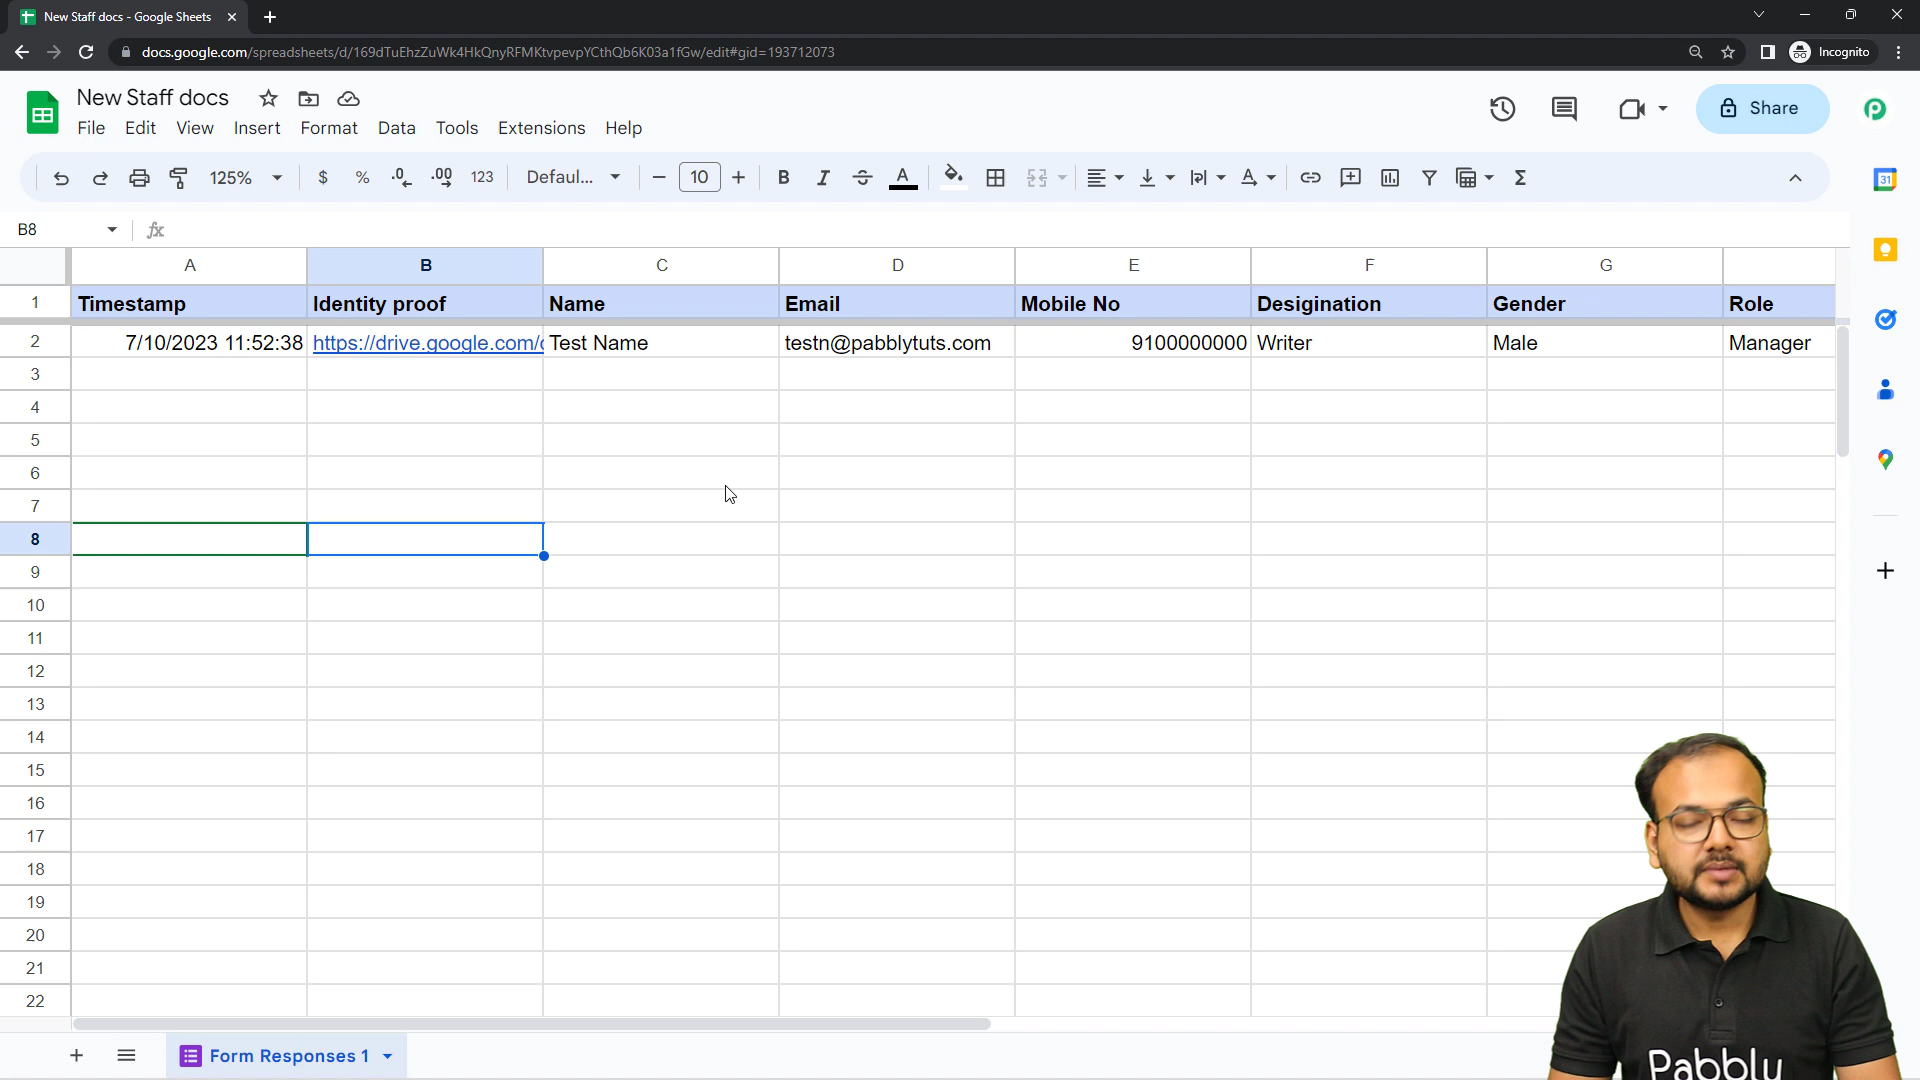 New Staff docs - Google Sheets
docs.google.com/spreadsheets/d/169dTuEhzZuWk4HkQnyRFMKtvpevpYCthQb6K03a1fGw/edit#gid=193712073
Incognito
New Staff docs
File Edit View Insert Format Data Tools Extensions Help
Share
125% $ % .0 .00 123 Defaul... 10 B I A
31
B8 fx
A B C D E F G
1 Timestamp Identity proof Name Email Mobile No Desigination Gender Role
2 7/10/2023 11:52:38 https://drive.google.com/ Test Name testn@pabblytuts.com 9100000000 Writer Male Manager
3
4
5
6
7
8
9
10
11
12
13
14
15
16
17
18
19
20
21
22
Form Responses 1
Pabbly